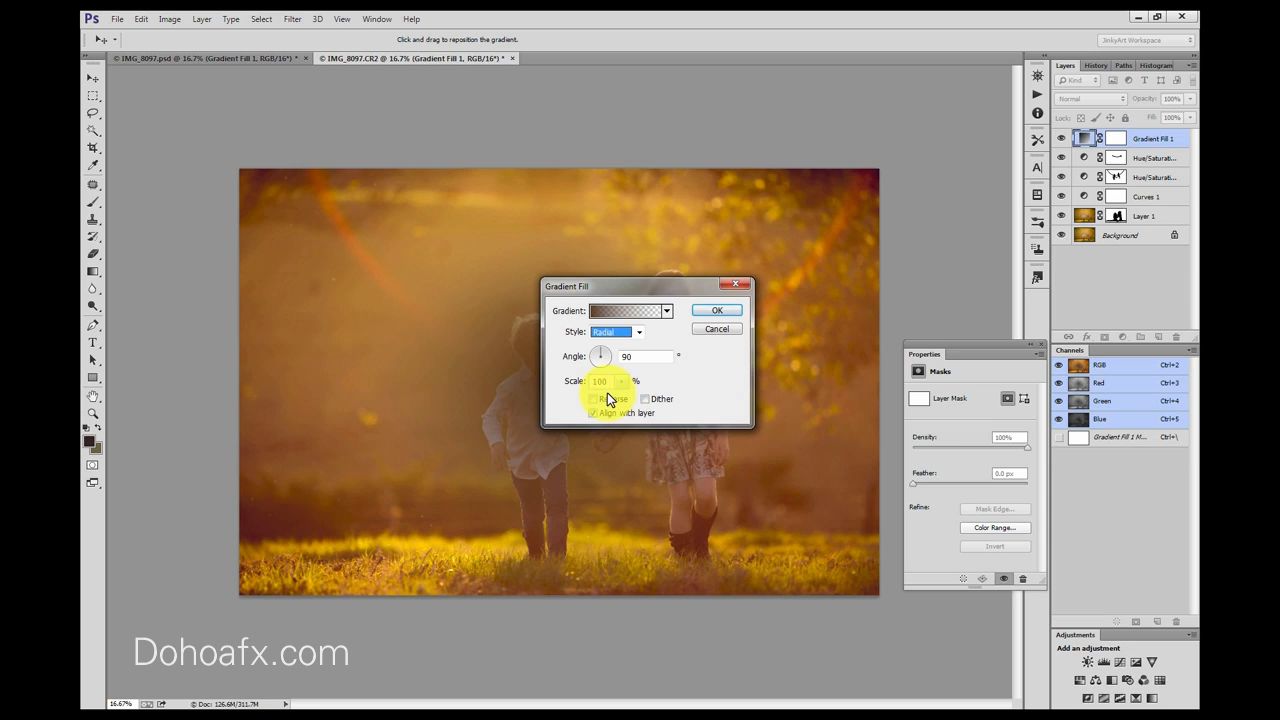 Ps File Edit Image Layer Type Select Filter 3D View Window Help
Click and drag to reposition the gradient.
JinkyArt Workspace
© IMG_8097.psd @ 16.7% (Gradient Fill 1, RGB/16*) * ×
© IMG_8097.CR2 @ 16.7% (Gradient Fill 1, RGB/16*) * ×
Layers History Paths Histogram
Kind
Normal Opacity: 100%
Lock: Fill: 100%
Gradient Fill 1
Hue/Saturati...
Hue/Saturati...
Curves 1
Layer 1
Background
Gradient Fill
Gradient: OK
Style: Radial Cancel
Angle: 90 °
Scale: 100 %
Reverse Dither
Align with layer
Properties
Masks
Layer Mask
Density: 100%
Feather: 0.0 px
Refine: Mask Edge...
Color Range...
Invert
Channels
RGB Ctrl+2
Red Ctrl+3
Green Ctrl+4
Blue Ctrl+5
Gradient Fill 1 M... Ctrl+\
Adjustments
Add an adjustment
Dohoafx.com
16.67% Doc: 126.6M/311.7M